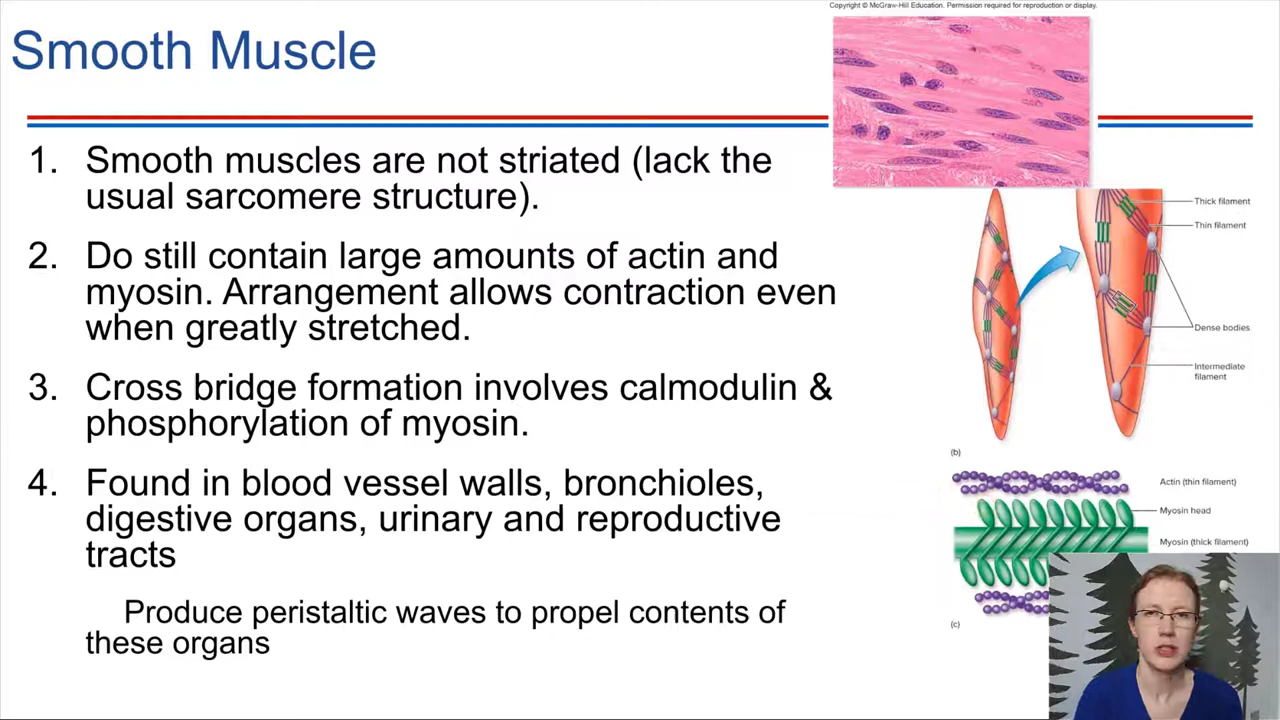 Copyright © McGraw-Hill Education. Permission required for reproduction or display.
Smooth Muscle
1. Smooth muscles are not striated (lack the
usual sarcomere structure).
2. Do still contain large amounts of actin and
myosin. Arrangement allows contraction even
when greatly stretched.
3. Cross bridge formation involves calmodulin &
phosphorylation of myosin.
4. Found in blood vessel walls, bronchioles,
digestive organs, urinary and reproductive
tracts
Produce peristaltic waves to propel contents of
these organs
Thick filament
Thin filament
Dense bodies
Intermediate
filament
(b)
Actin (thin filament)
Myosin head
Myosin (thick filament)
(c)